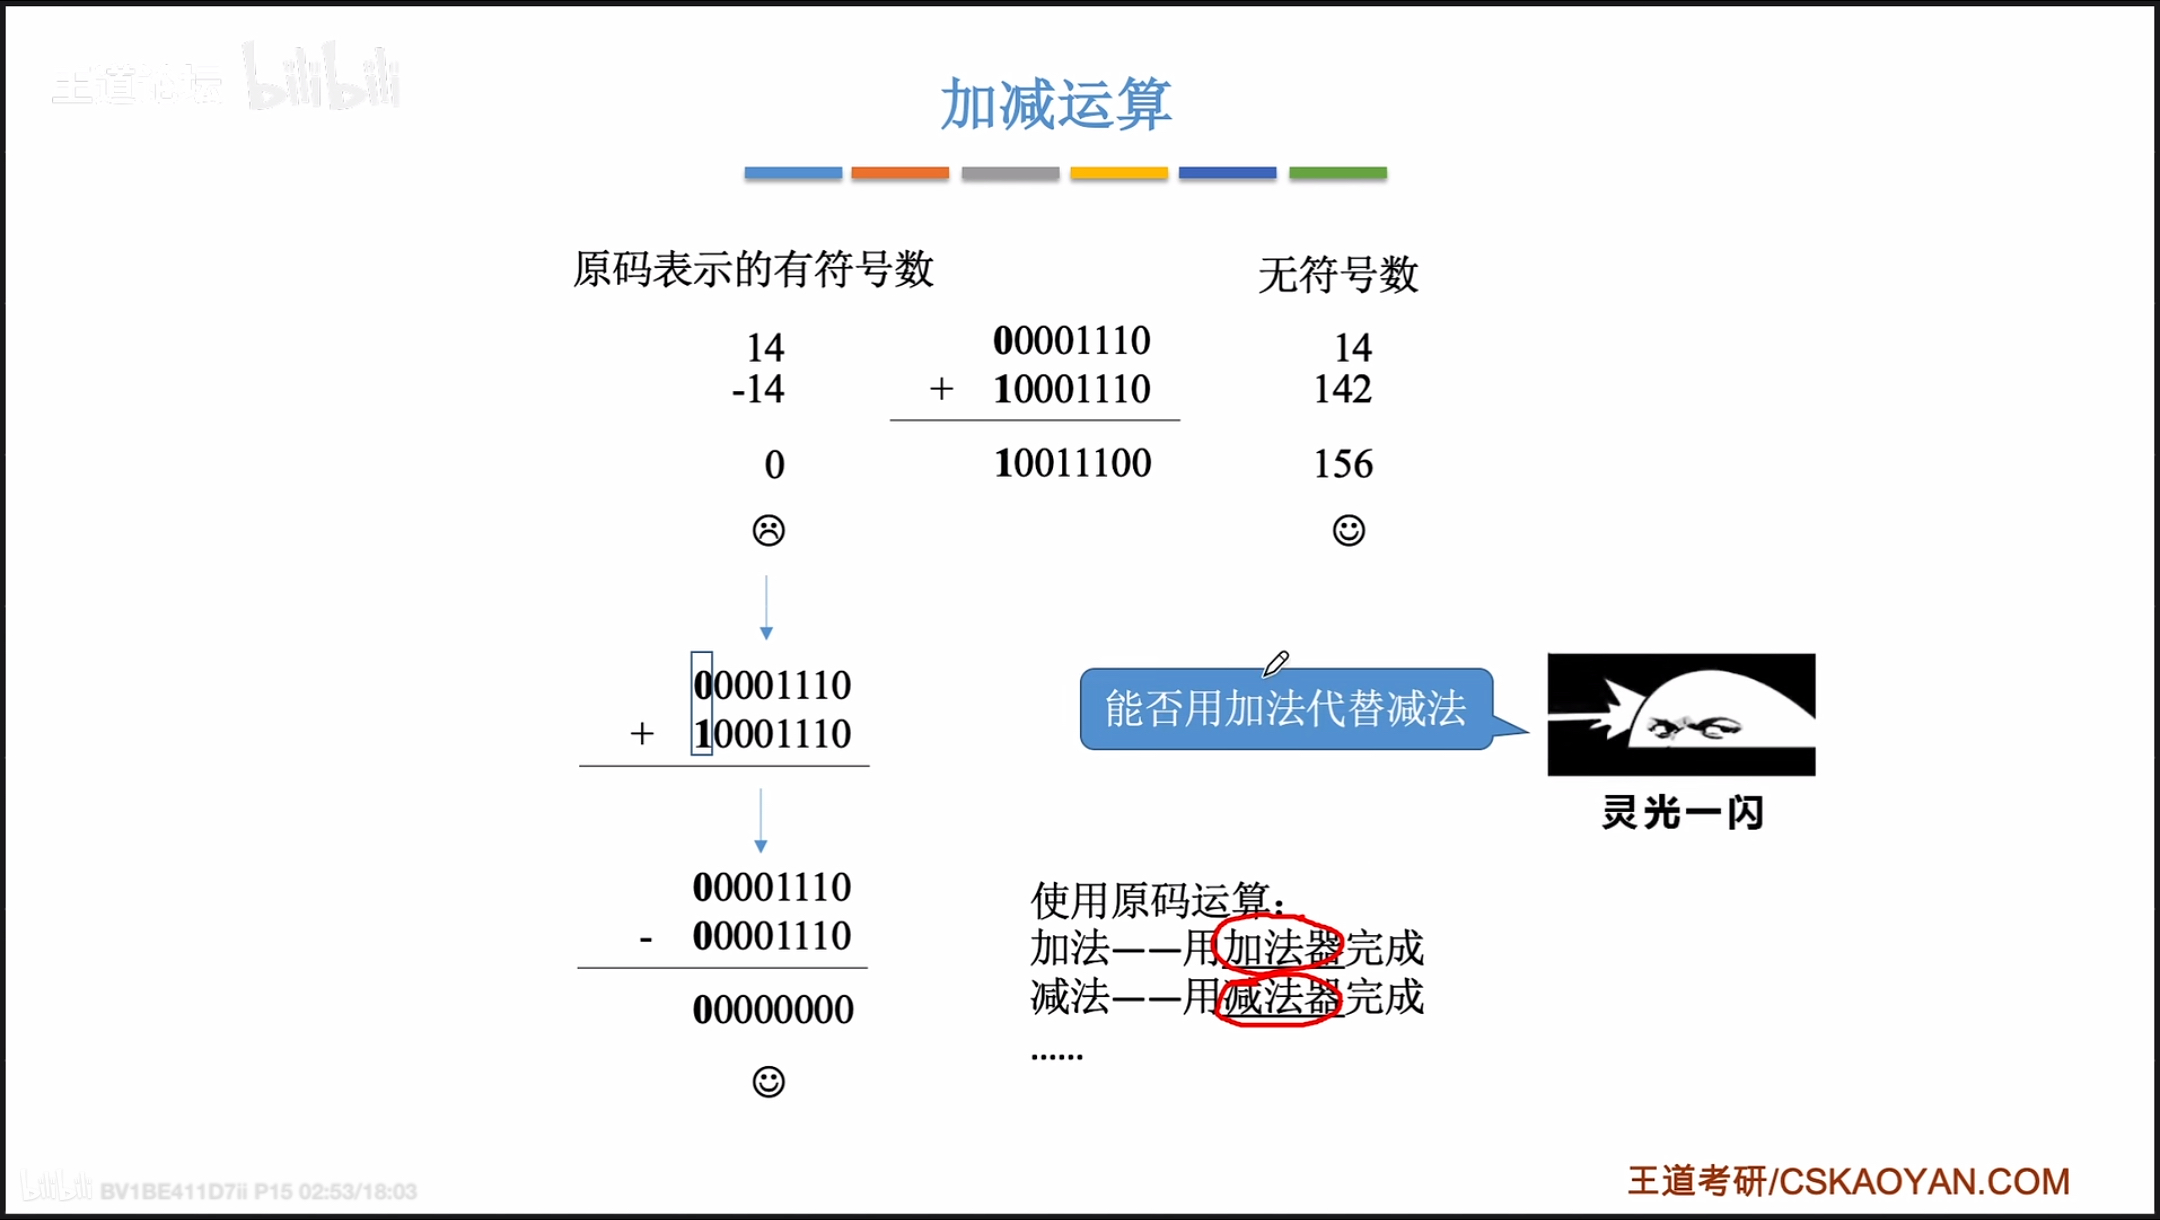 王道论坛 bilibili
加减运算
原码表示的有符号数
无符号数
14 00001110 14
-14 + 10001110 142
0 10011100 156
00001110
+ 10001110
能否用加法代替减法
灵光一闪
00001110
- 00001110
00000000
使用原码运算：
加法——用加法器完成
减法——用减法器完成
......
bilibili BV1BE411D7ii P15 02:53/18:03
王道考研/CSKAOYAN.COM